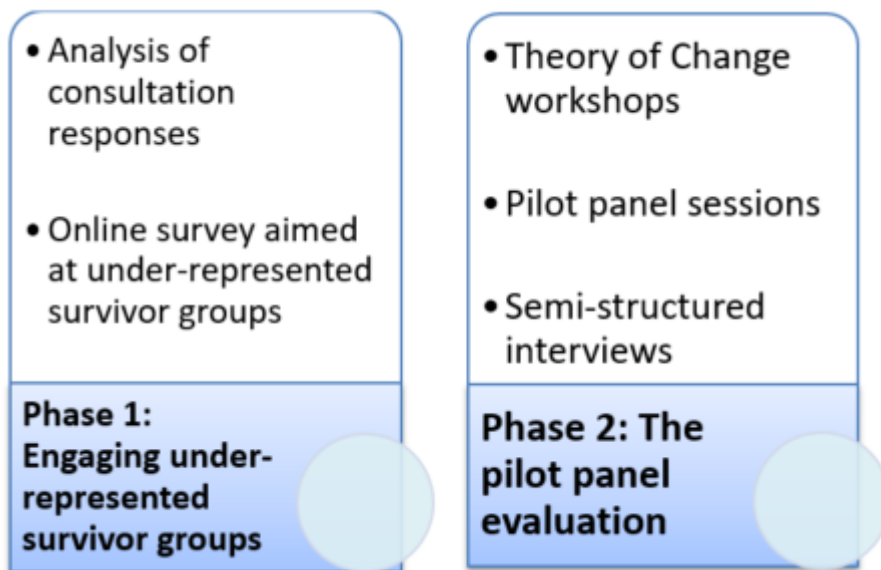 • Analysis of
consultation
responses
• Online survey aimed
at under-represented
survivor groups
Phase 1:
Engaging under-
represented
survivor groups
• Theory of Change
workshops
• Pilot panel sessions
• Semi-structured
interviews
Phase 2: The
pilot panel
evaluation